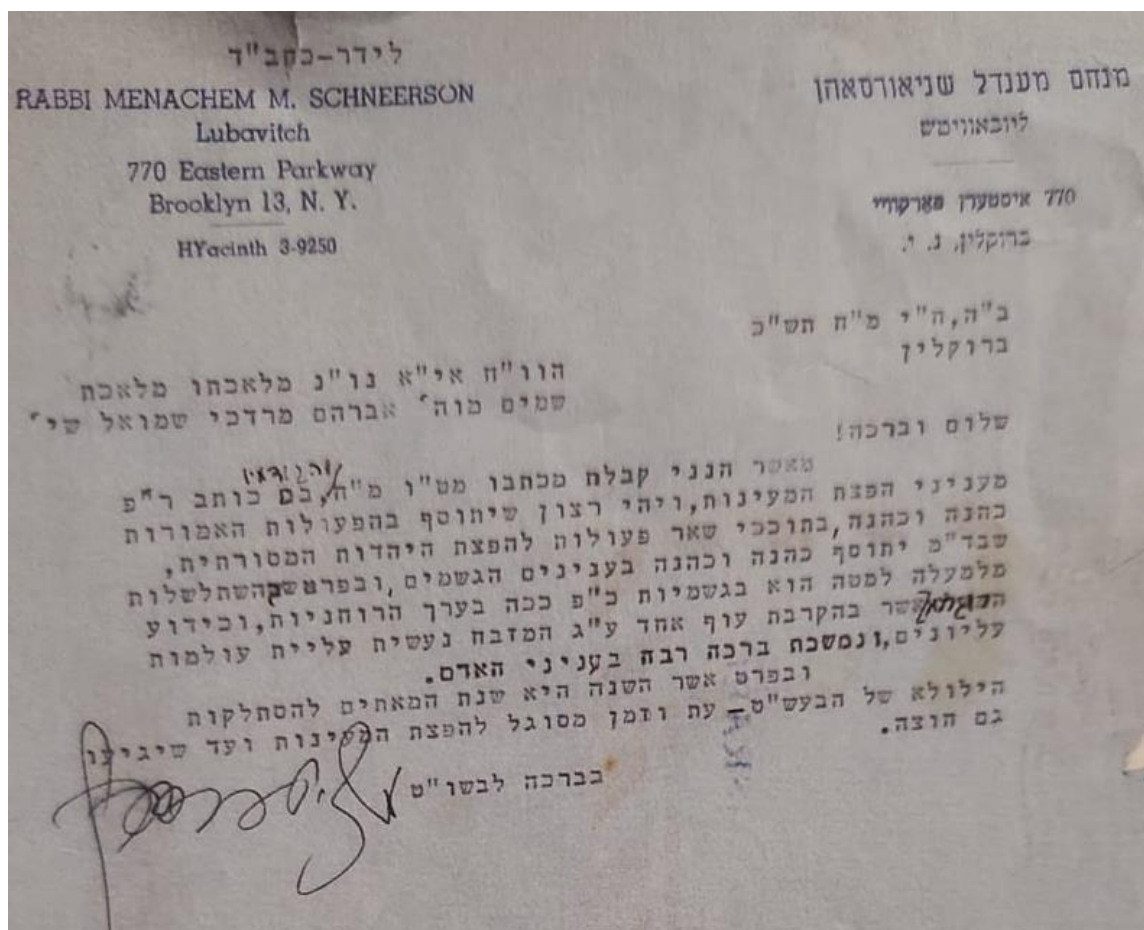 לידר-כקב"ד
RABBI MENACHEM M. SCHNEERSON
Lubavitch
770 Eastern Parkway
Brooklyn 13, N. Y.
HYacinth 3-9250
מנחם מענדל שניאורסאהן
ליובאוויטש
770 איסטערן פארקוויי
ברוקלין, נ. י.
ב"ה, ה"י מ"ח תש"כ
ברוקלין
הוו"ח אי"א נו"נ מלאכתו מלאכת
שמים מוה' אברהם מרדכי שמואל שי'
שלום וברכה!
מאשר הנני קבלת מכתבו מט"ו מ"ח, בם כותב ר"פ
מעניני הפצת המעינות, ויהי רצון שיתוסף בהפעולות האמורות
כהנה וכהנה, בתוככי שאר פעולות להפצת היהדות המסורתית,
שבד"מ יתוסף כהנה וכהנה בענינים הגשמים, ובפרט בהשתלשלות
מלמעלה למטה הוא בגשמיות כ"פ ככה בערך הרוחניות, וכידוע
אשר בהקרבת עוף אחד ע"ג המזבח נעשית עליית עולמות
עליונים, ונמשכת ברכה רבה בעניני האדם.
ובפרט אשר השנה היא שנת המאתים להסתלקות
הילולא של הבעש"ט – עת וזמן מסוגל להפצת המעינות ועד שיגיעו
גם חוצה.
בברכה לבשו"ט